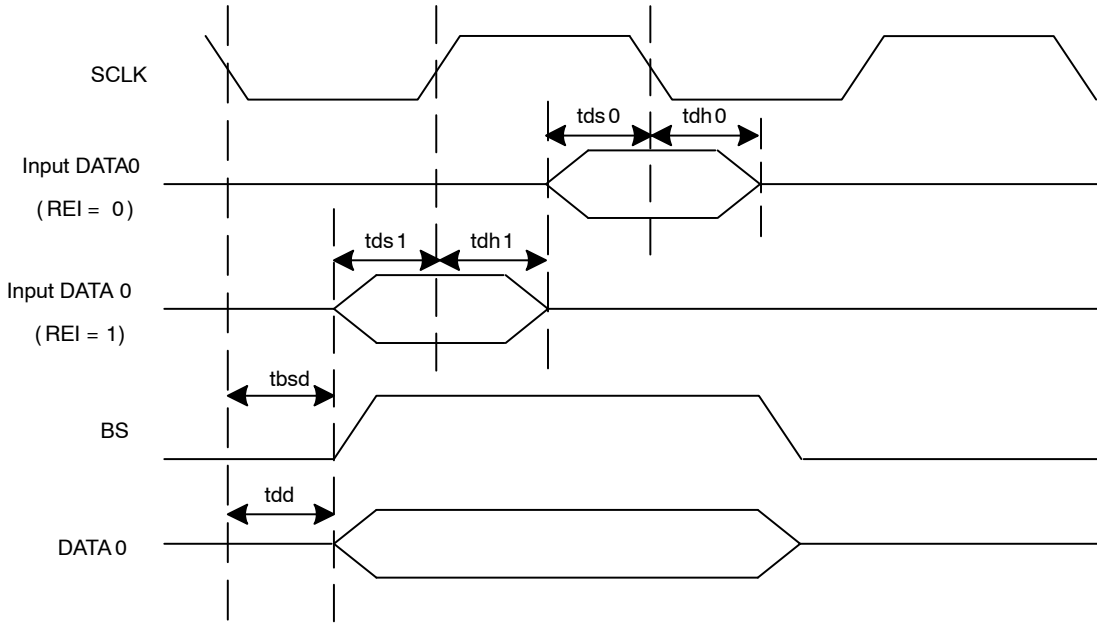 SCLK
tds 0
tdh 0
Input DATA0
(REI = 0)
tds 1
tdh 1
Input DATA 0
(REI = 1)
tbsd
BS
tdd
DATA 0